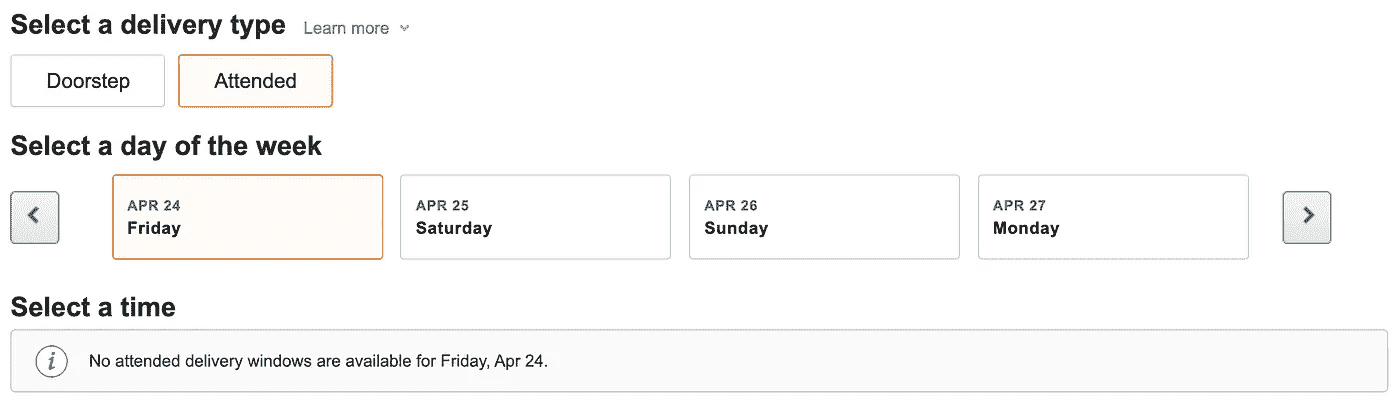 Select a delivery type Learn more
Doorstep Attended
Select a day of the week
APR 24 APR 25 APR 26 APR 27
Friday Saturday Sunday Monday
Select a time
No attended delivery windows are available for Friday, Apr 24.